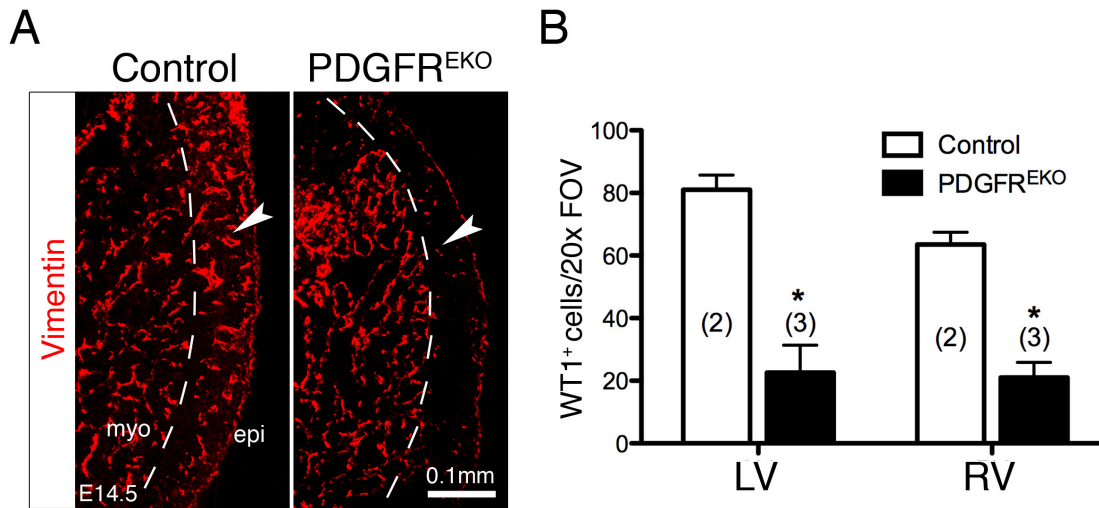 A
Control
PDGFR^EKO
Vimentin
myo
epi
E14.5
0.1mm
B
WT1⁺ cells/20x FOV
100
80
60
40
20
0
Control
PDGFR^EKO
(2)
*
(3)
(2)
*
(3)
LV
RV